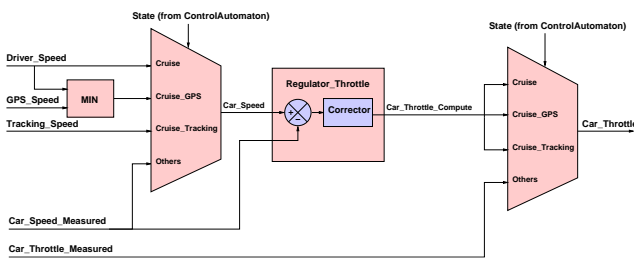 State (from ControlAutomaton)
State (from ControlAutomaton)
Driver_Speed
Cruise
MIN
GPS_Speed
Cruise_GPS
Tracking_Speed
Cruise_Tracking
Others
Car_Speed
Regulator_Throttle
+
−
Corrector
Car_Throttle_Compute
Cruise
Cruise_GPS
Cruise_Tracking
Others
Car_Throttle
Car_Speed_Measured
Car_Throttle_Measured